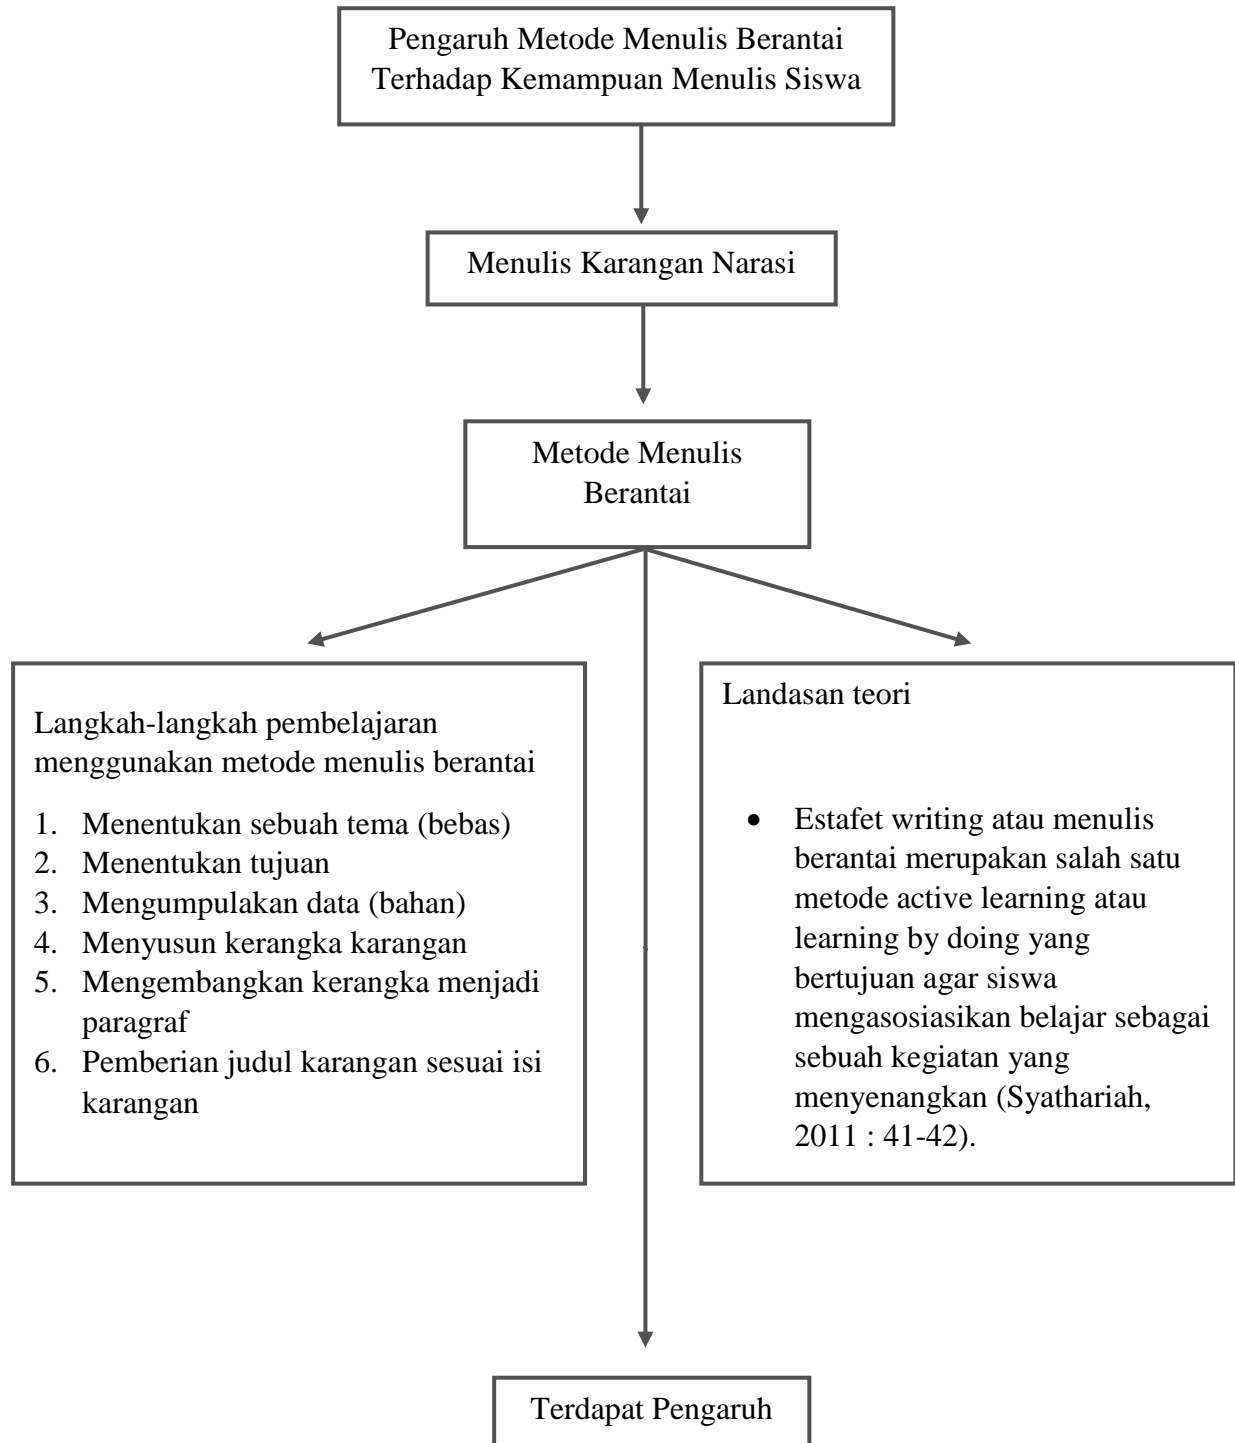 Pengaruh Metode Menulis Berantai
Terhadap Kemampuan Menulis Siswa
Menulis Karangan Narasi
Metode Menulis
Berantai
Langkah-langkah pembelajaran
menggunakan metode menulis berantai
1. Menentukan sebuah tema (bebas)
2. Menentukan tujuan
3. Mengumpulakan data (bahan)
4. Menyusun kerangka karangan
5. Mengembangkan kerangka menjadi
paragraf
6. Pemberian judul karangan sesuai isi
karangan
Landasan teori
• Estafet writing atau menulis
berantai merupakan salah satu
metode active learning atau
learning by doing yang
bertujuan agar siswa
mengasosiasikan belajar sebagai
sebuah kegiatan yang
menyenangkan (Syathariah,
2011 : 41-42).
Terdapat Pengaruh